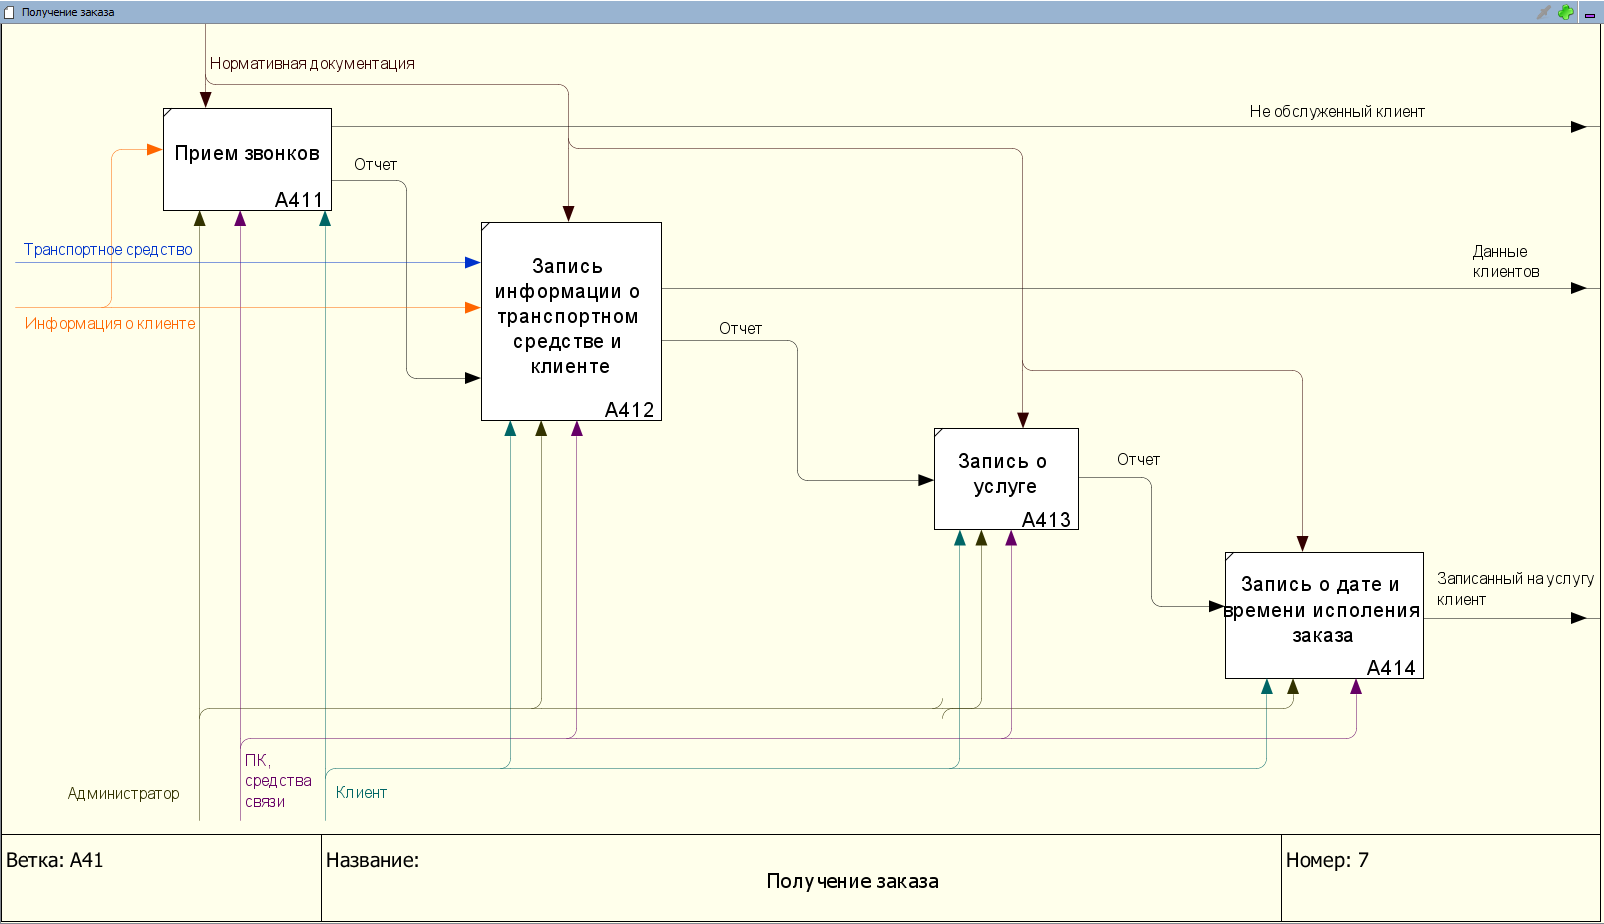 Получение заказа
Нормативная документация
Не обслуженный клиент
Прием звонков
A411
Отчет
Транспортное средство
Информация о клиенте
Запись
информации о
транспортном
средстве и
клиенте
A412
Данные
клиентов
Отчет
Запись о
услуге
A413
Отчет
Запись о дате и
времени исполения
заказа
A414
Записанный на услугу
клиент
Администратор
ПК,
средства
связи
Клиент
Ветка: A41
Название:
Получение заказа
Номер: 7